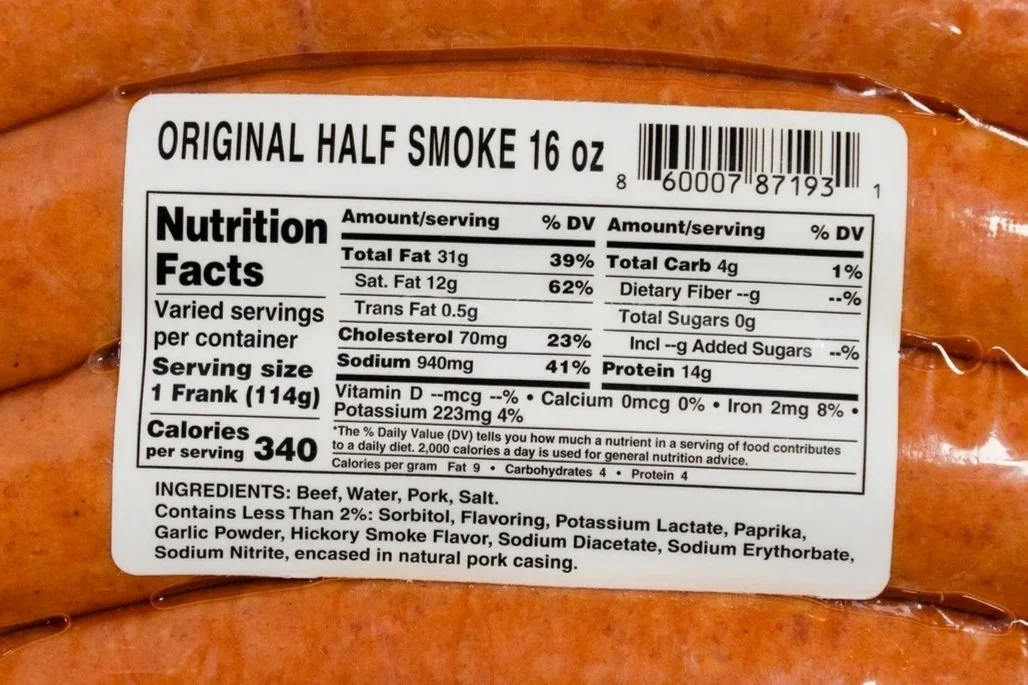 ORIGINAL HALF SMOKE 16 oz
8 60007 87193 1
Nutrition
Facts
Varied servings
per container
Serving size
1 Frank (114g)
Calories
per serving 340
Amount/serving % DV
Total Fat 31g 39%
Sat. Fat 12g 62%
Trans Fat 0.5g
Cholesterol 70mg 23%
Sodium 940mg 41%
Amount/serving % DV
Total Carb 4g 1%
Dietary Fiber --g --%
Total Sugars 0g
Incl --g Added Sugars --%
Protein 14g
Vitamin D --mcg --% • Calcium 0mcg 0% • Iron 2mg 8% •
Potassium 223mg 4%
*The % Daily Value (DV) tells you how much a nutrient in a serving of food contributes
to a daily diet. 2,000 calories a day is used for general nutrition advice.
Calories per gram Fat 9 • Carbohydrates 4 • Protein 4
INGREDIENTS: Beef, Water, Pork, Salt.
Contains Less Than 2%: Sorbitol, Flavoring, Potassium Lactate, Paprika,
Garlic Powder, Hickory Smoke Flavor, Sodium Diacetate, Sodium Erythorbate,
Sodium Nitrite, encased in natural pork casing.